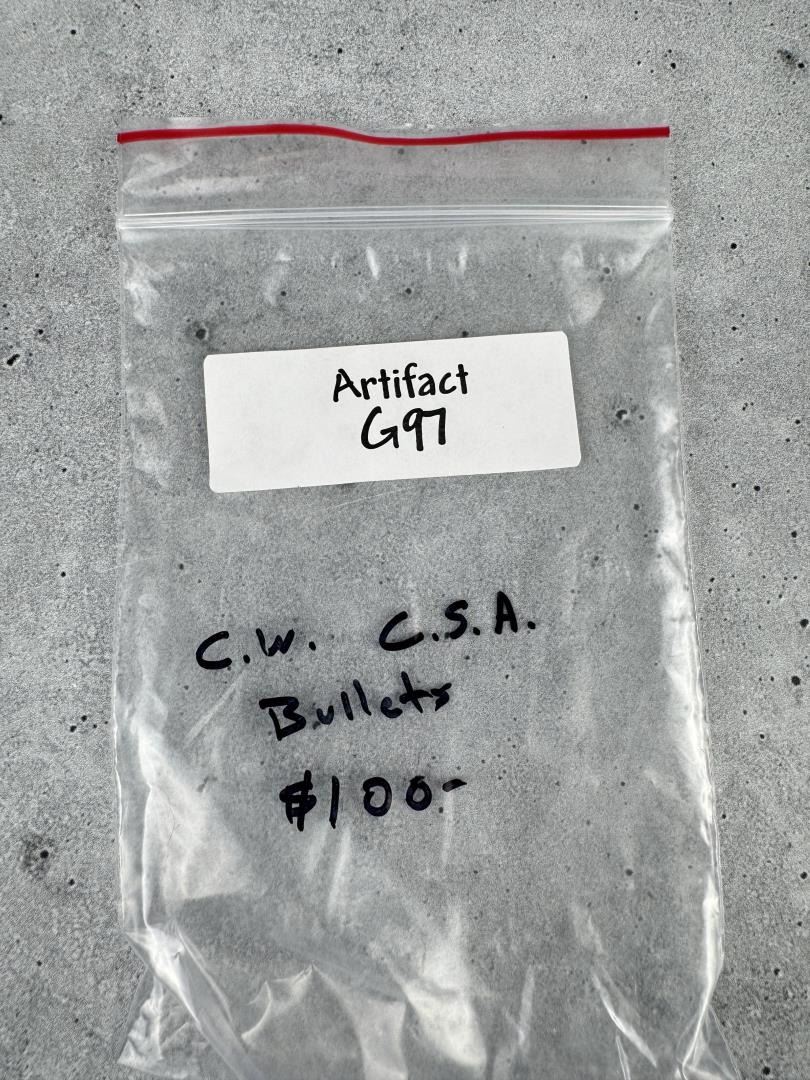 Artifact
G97
C.W. C.S.A.
Bullets
$100-